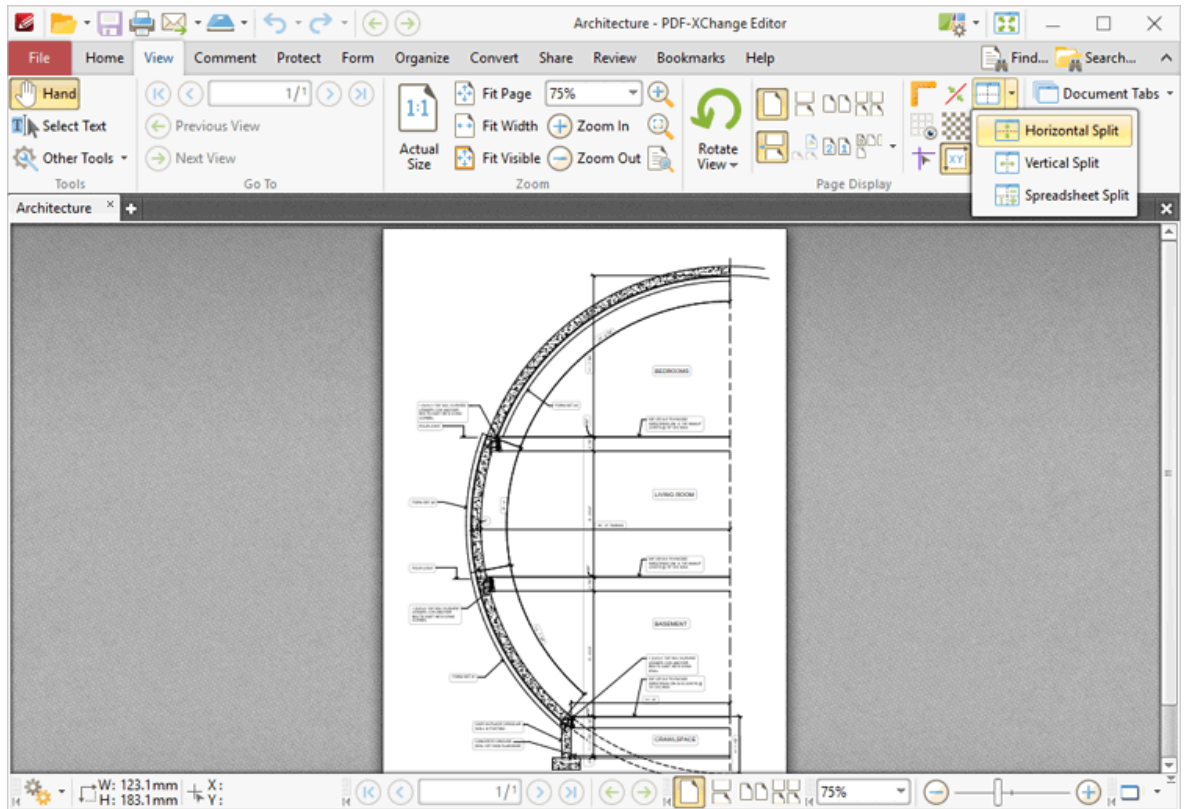 Architecture - PDF-XChange Editor
File Home View Comment Protect Form Organize Convert Share Review Bookmarks Help Find... Search...
Hand
Select Text
Other Tools
Tools
1/1
Previous View
Next View
Go To
1:1
Actual Size
Fit Page 75%
Fit Width Zoom In
Fit Visible Zoom Out
Zoom
Rotate View
Page Display
XY
Document Tabs
Horizontal Split
Vertical Split
Spreadsheet Split
Architecture
BEDROOMS
LIVING ROOM
BASEMENT
CRAWLSPACE
W: 123.1mm X:
H: 183.1mm Y:
1/1
75%